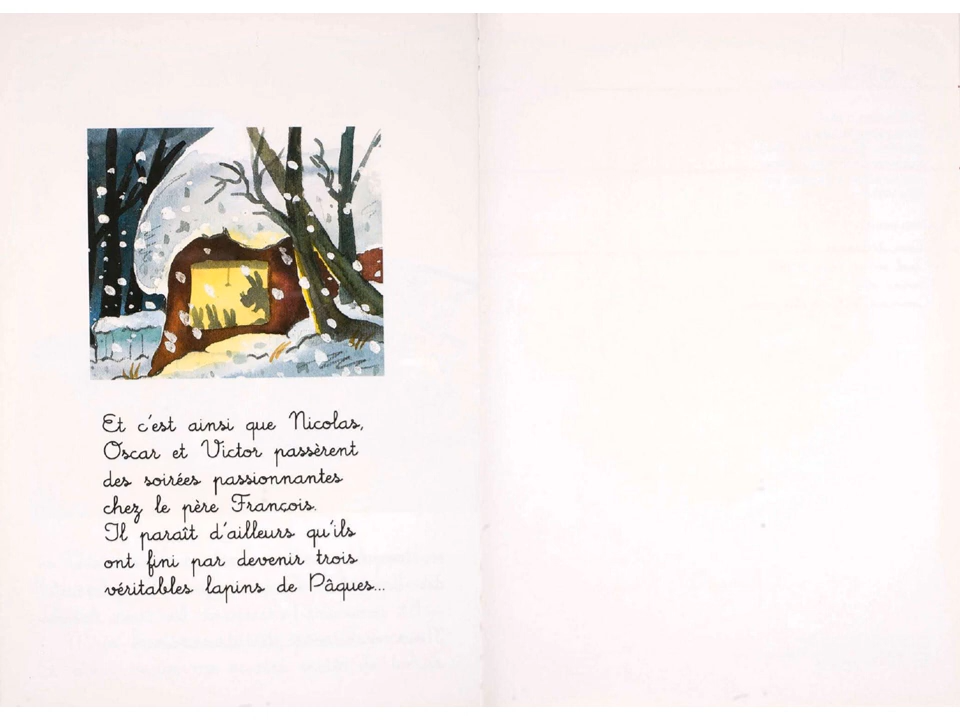 Et c'est ainsi que Nicolas,
Oscar et Victor passèrent
des soirées passionnantes
chez le père François.
Il paraît d'ailleurs qu'ils
ont fini par devenir trois
véritables lapins de Pâques...